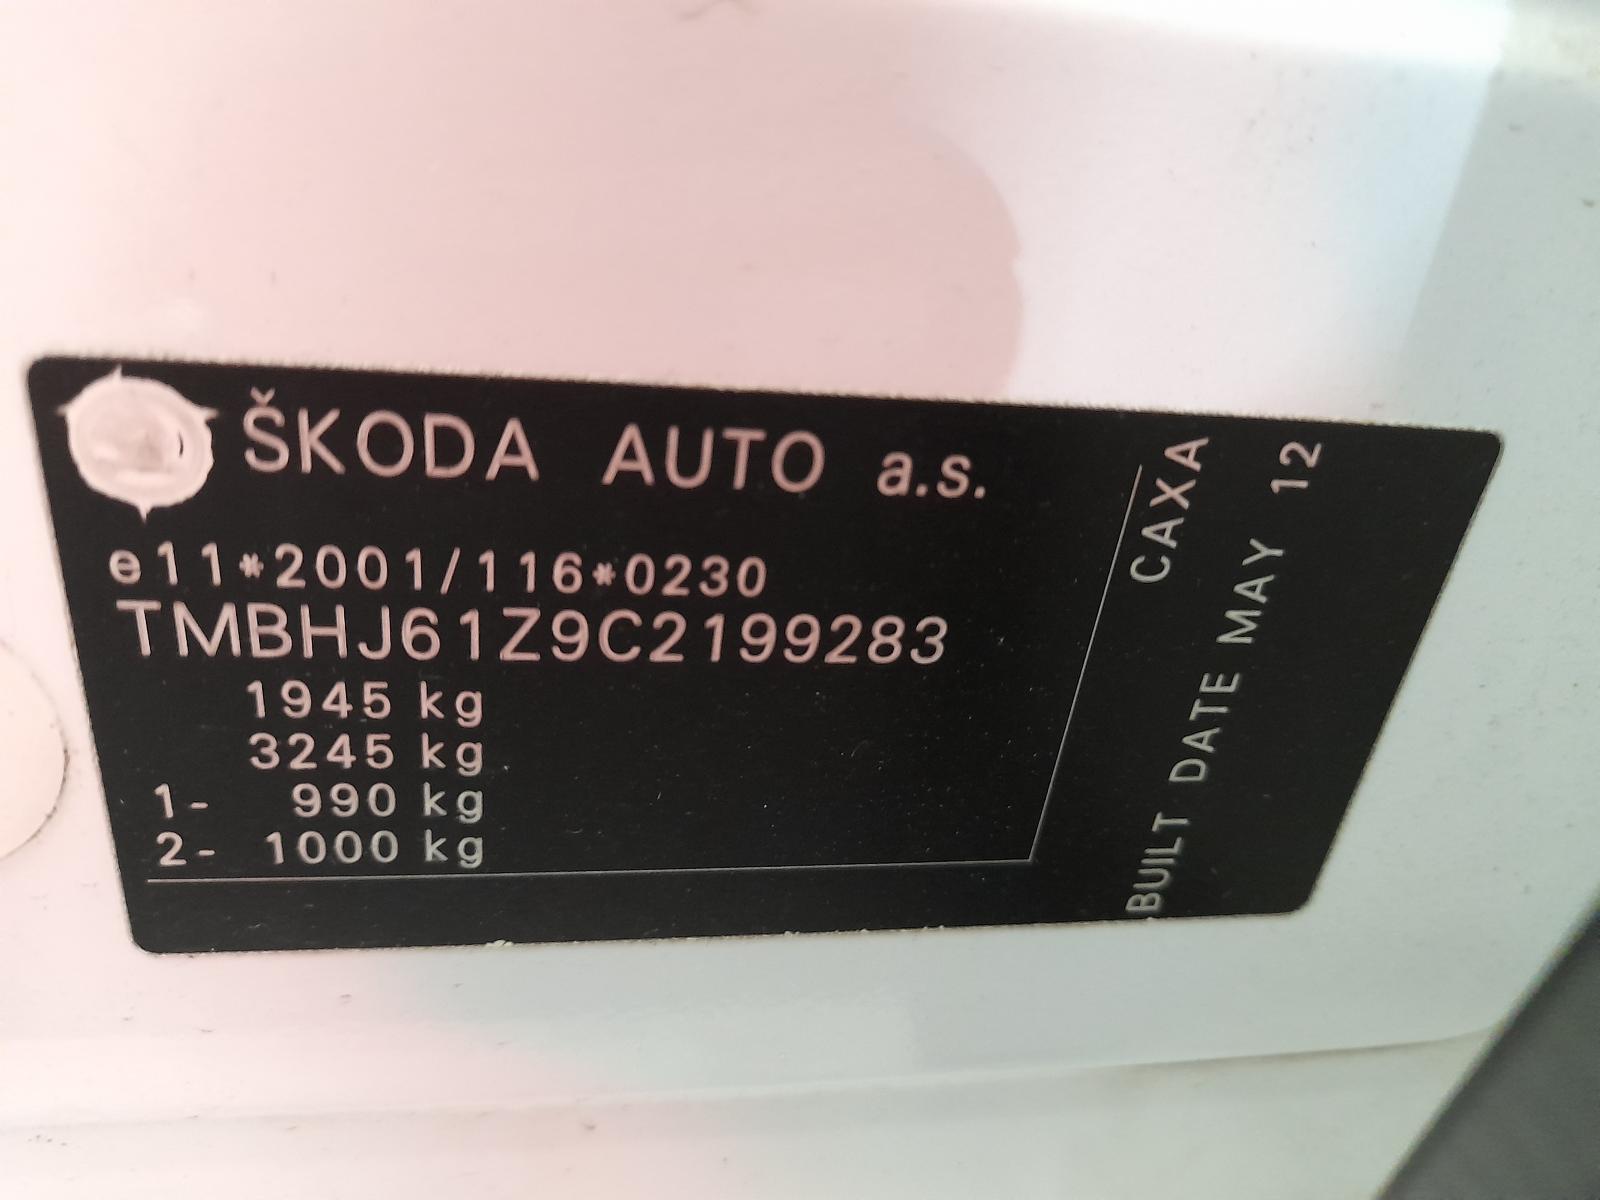 ŠKODA AUTO a.s.
e11*2001/116*0230
TMBHJ61Z9C2199283
1945 kg
3245 kg
1- 990 kg
2- 1000 kg
CAXA
BUILT DATE MAY 12